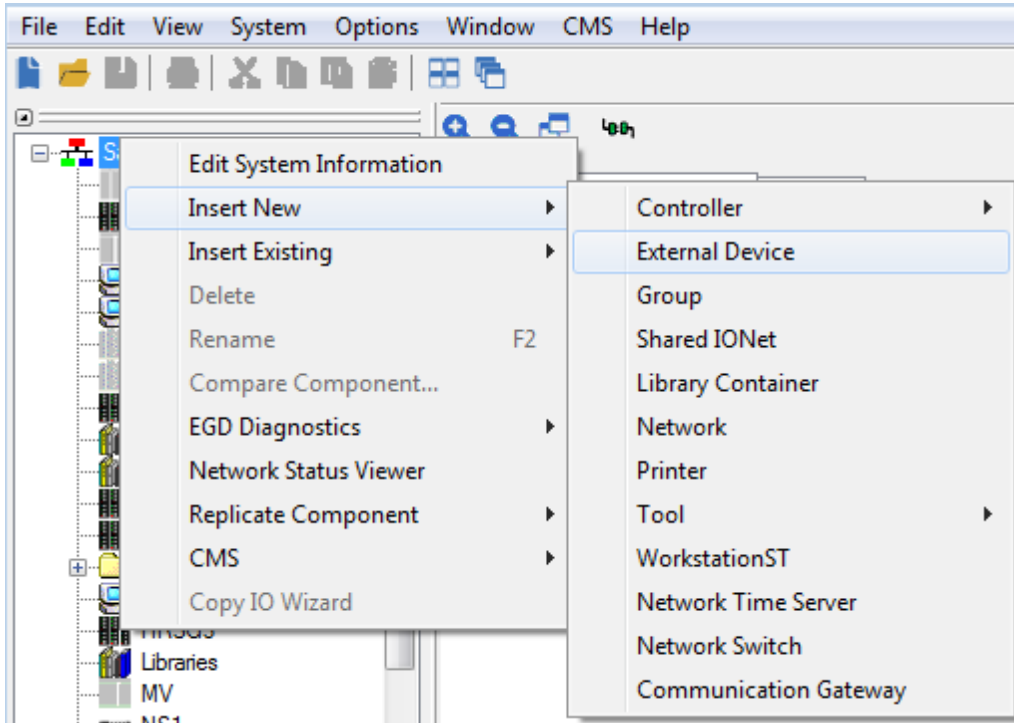 File Edit View System Options Window CMS Help
Edit System Information
Insert New
Insert Existing
Delete
Rename F2
Compare Component...
EGD Diagnostics
Network Status Viewer
Replicate Component
CMS
Copy IO Wizard
Controller
External Device
Group
Shared IONet
Library Container
Network
Printer
Tool
WorkstationST
Network Time Server
Network Switch
Communication Gateway
Libraries
MV